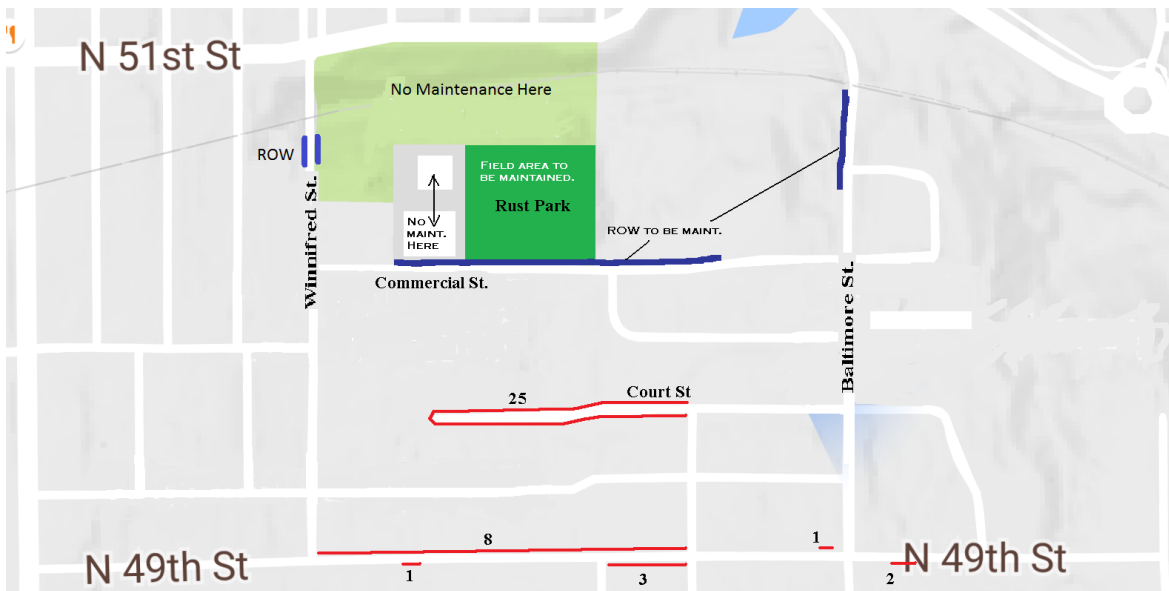 N 51st St
No Maintenance Here
ROW
FIELD AREA TO
BE MAINTAINED.
Rust Park
NO
MAINT.
HERE
ROW TO BE MAINT.
Winnifred St.
Commercial St.
Baltimore St.
Court St
25
8
1
1
3
2
N 49th St
N 49th St